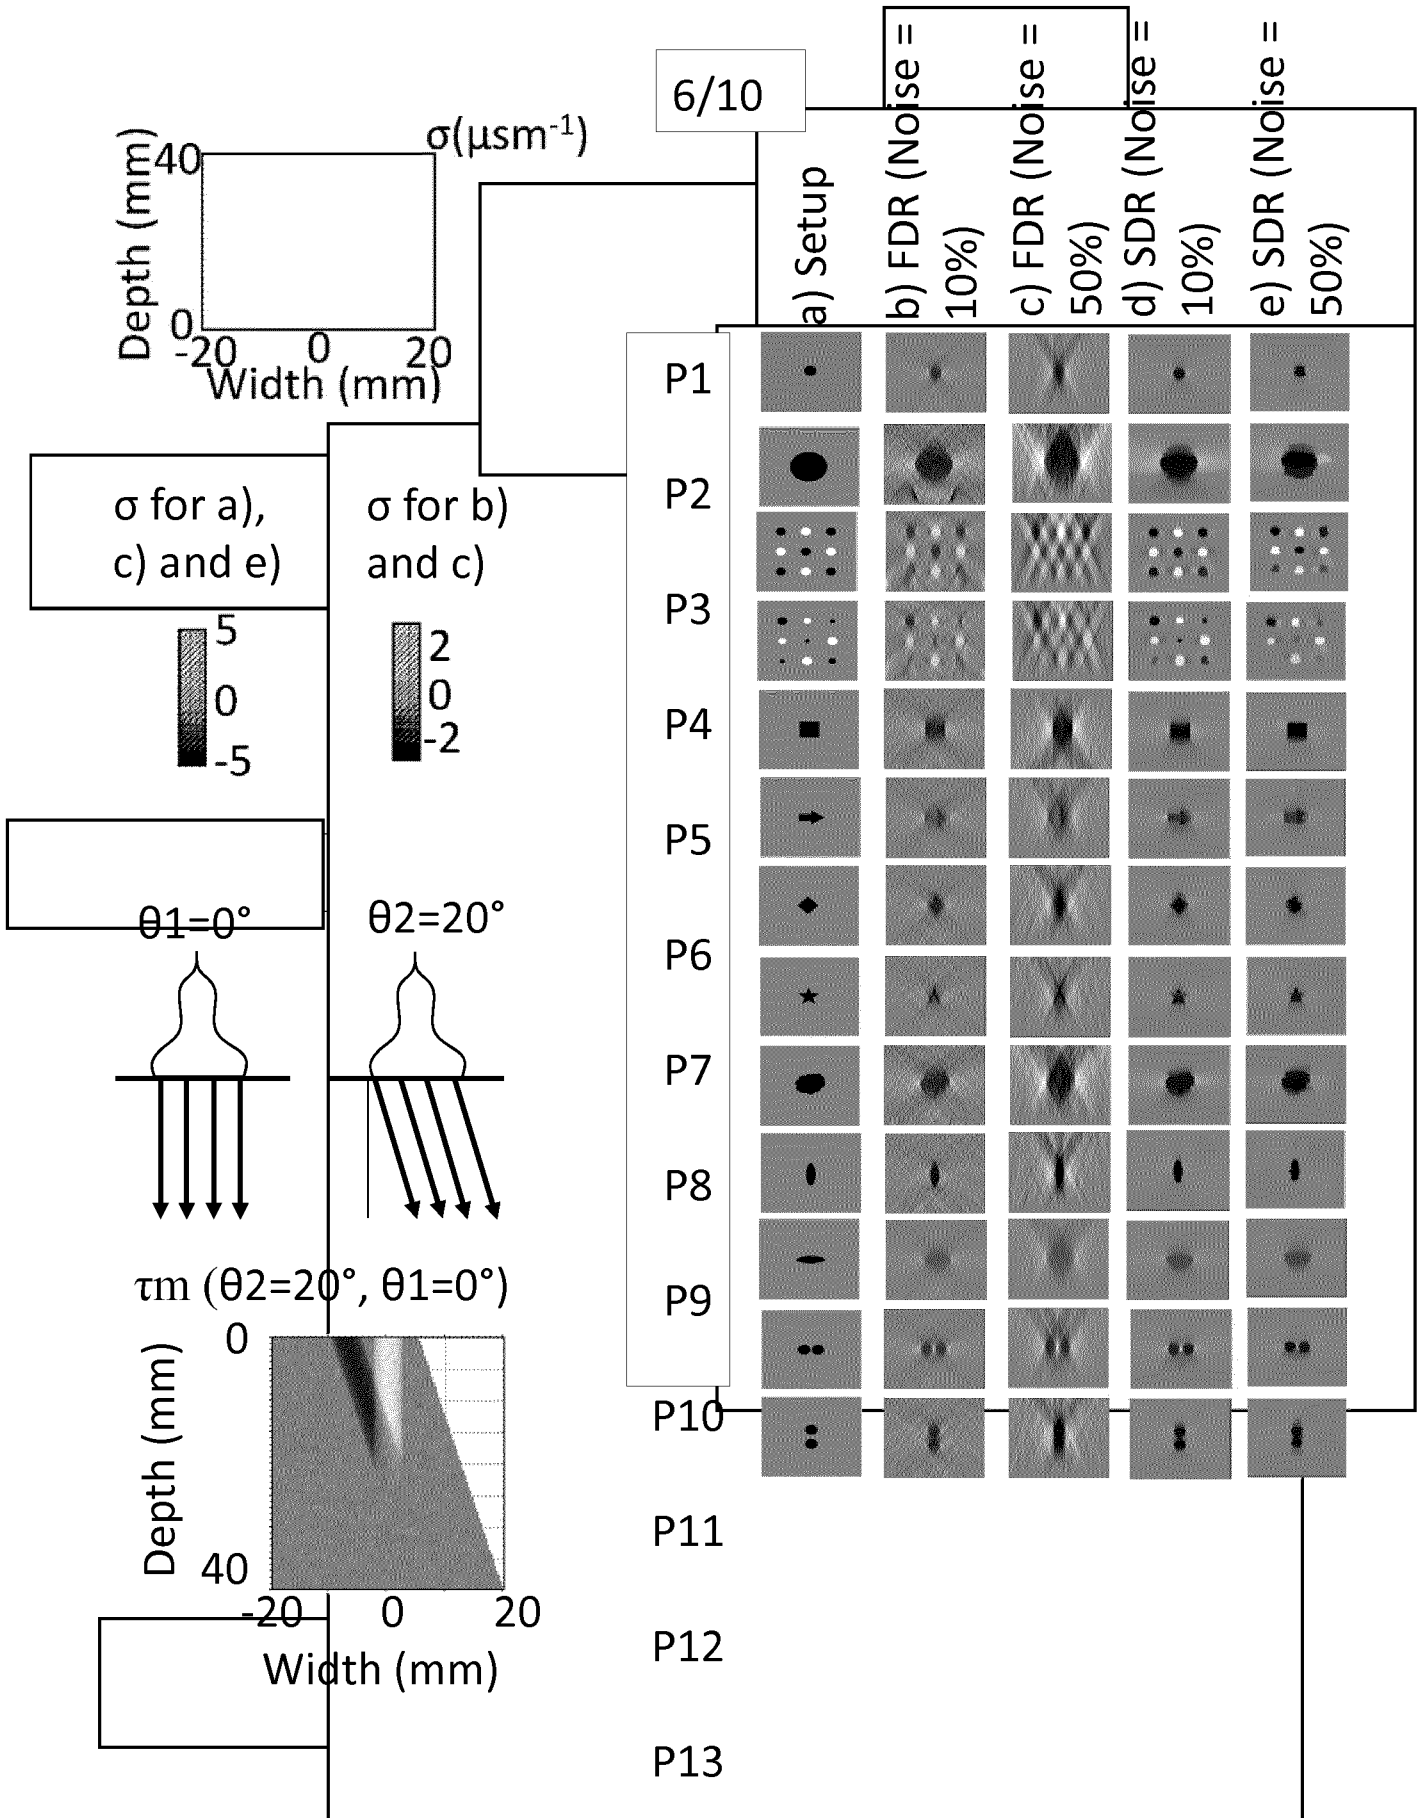 6/10
a) Setup
b) FDR (Noise =
10%)
c) FDR (Noise =
50%)
d) SDR (Noise =
10%)
e) SDR (Noise =
50%)
σ(μsm-1)
Depth (mm)
40
0
-20 0 20
Width (mm)
σ for a),
c) and e)
σ for b)
and c)
5
0
-5
2
0
-2
θ1=0°
θ2=20°
τm (θ2=20°, θ1=0°)
Depth (mm)
0
40
-20 0 20
Width (mm)
P1
P2
P3
P4
P5
P6
P7
P8
P9
P10
P11
P12
P13